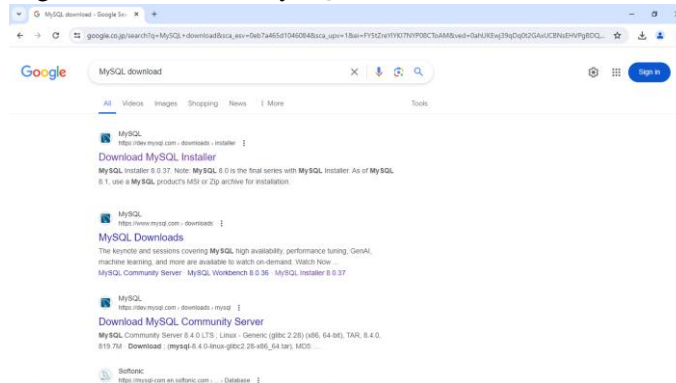 MySQL download - Google Se
google.co.jp/search?q=MySQL+download
Google
MySQL download
Sign in
All Videos Images Shopping News More Tools
MySQL
https://dev.mysql.com › downloads › installer
Download MySQL Installer
MySQL Installer 8.0.37. Note: MySQL 8.0 is the final series with MySQL Installer. As of MySQL
8.1, use a MySQL product's MSI or Zip archive for installation.
MySQL
https://www.mysql.com › downloads
MySQL Downloads
The keynote and sessions covering MySQL high availability, performance tuning, GenAI,
machine learning, and more are available to watch on-demand. Watch Now ...
MySQL Community Server · MySQL Workbench 8.0.36 · MySQL Installer 8.0.37
MySQL
https://dev.mysql.com › downloads › mysql
Download MySQL Community Server
MySQL Community Server 8.4.0 LTS ; Linux - Generic (glibc 2.28) (x86, 64-bit), TAR, 8.4.0,
819.7M · Download ; (mysql-8.4.0-linux-glibc2.28-x86_64.tar), MD5: ...
Softonic
https://mysql-com.en.softonic.com › ... › Database